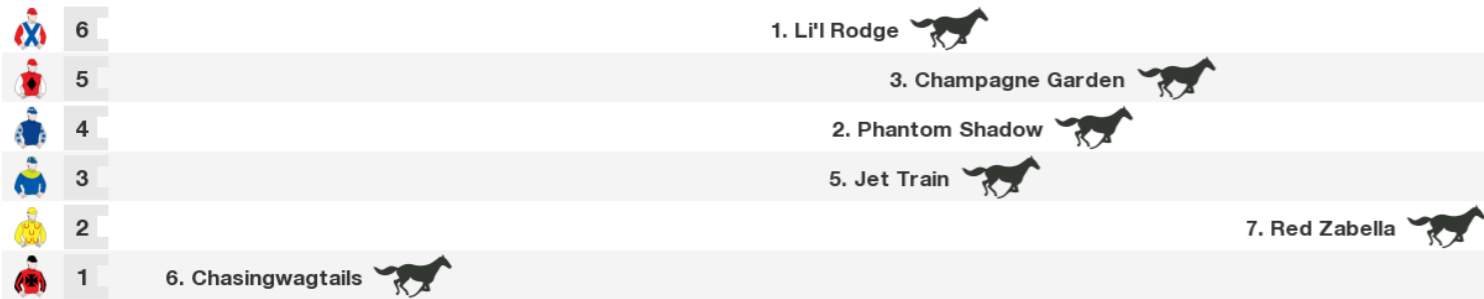 6 1. Li'l Rodge
5 3. Champagne Garden
4 2. Phantom Shadow
3 5. Jet Train
2 7. Red Zabella
1 6. Chasingwagtails